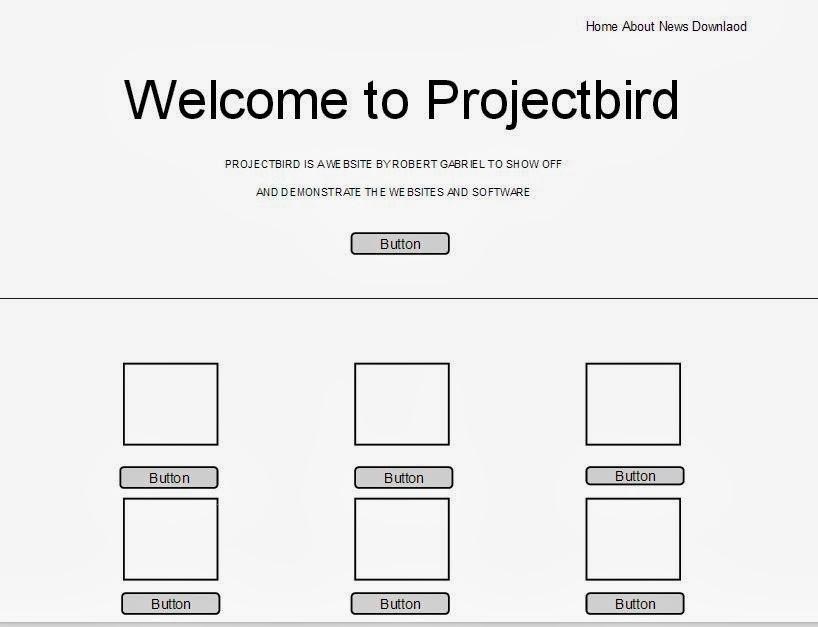 Home About News Downlaod
Welcome to Projectbird
PROJECTBIRD IS A WEBSITE BY ROBERT GABRIEL TO SHOW OFF
AND DEMONSTRATE THE WEBSITES AND SOFTWARE
Button
Button Button Button
Button Button Button